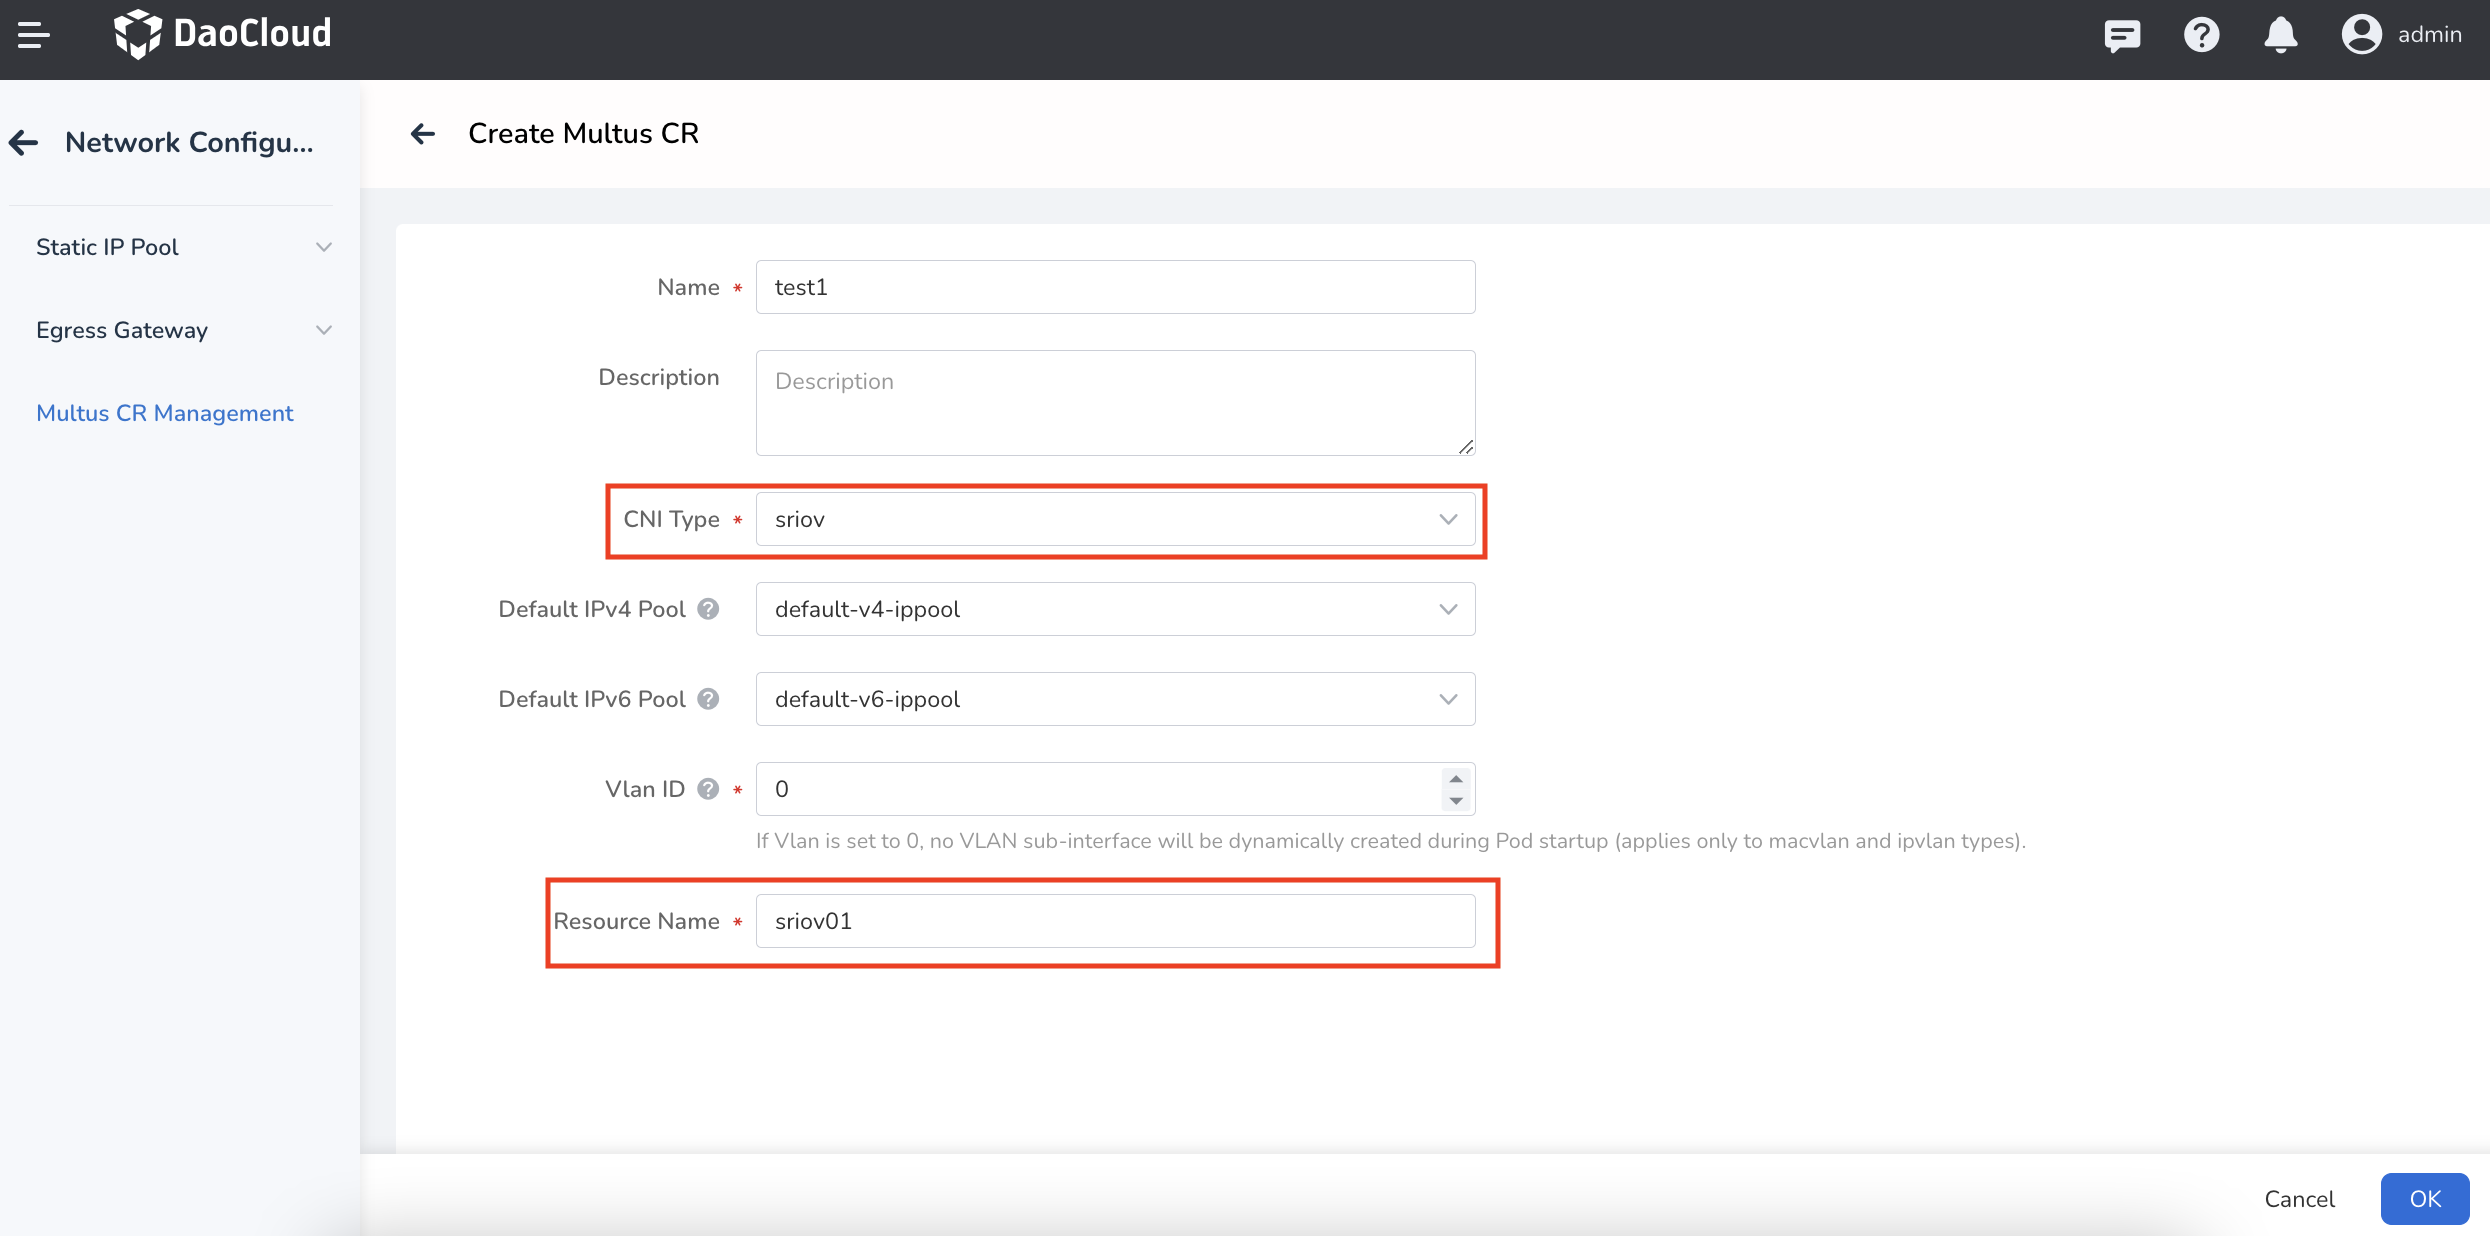 DaoCloud
admin
Network Configu...
Create Multus CR
Static IP Pool
Egress Gateway
Multus CR Management
Name * test1
Description Description
CNI Type * sriov
Default IPv4 Pool ? default-v4-ippool
Default IPv6 Pool ? default-v6-ippool
Vlan ID ? * 0
If Vlan is set to 0, no VLAN sub-interface will be dynamically created during Pod startup (applies only to macvlan and ipvlan types).
Resource Name * sriov01
Cancel OK